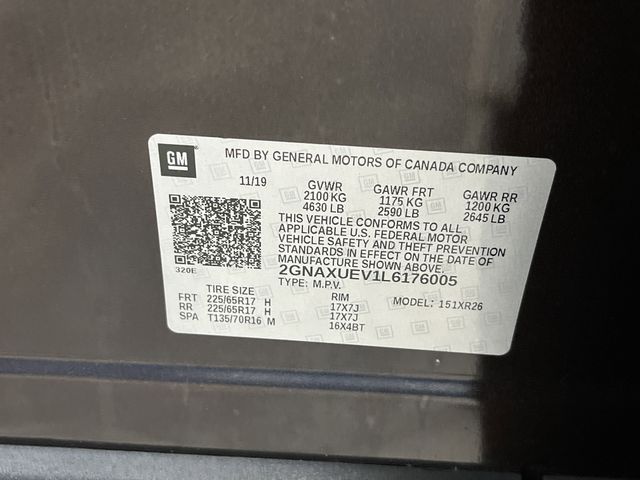 GM
MFD BY GENERAL MOTORS OF CANADA COMPANY
11/19
GVWR GAWR FRT GAWR RR
2100 KG 1175 KG 1200 KG
4630 LB 2590 LB 2645 LB
THIS VEHICLE CONFORMS TO ALL
APPLICABLE U.S. FEDERAL MOTOR
VEHICLE SAFETY AND THEFT PREVENTION
STANDARDS IN EFFECT ON THE DATE OF
MANUFACTURE SHOWN ABOVE.
320E
2GNAXUEV1L6176005
TYPE: M.P.V.
TIRE SIZE RIM MODEL: 151XR26
FRT 225/65R17 H 17X7J
RR 225/65R17 H 17X7J
SPA T135/70R16 M 16X4BT